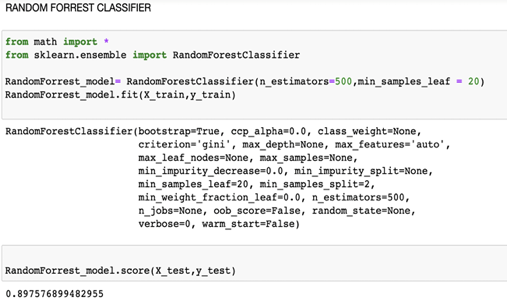 RANDOM FORREST CLASSIFIER
from math import *
from sklearn.ensemble import RandomForestClassifier
RandomForrest_model= RandomForestClassifier(n_estimators=500,min_samples_leaf = 20)
RandomForrest_model.fit(X_train,y_train)
RandomForestClassifier(bootstrap=True, ccp_alpha=0.0, class_weight=None,
criterion='gini', max_depth=None, max_features='auto',
max_leaf_nodes=None, max_samples=None,
min_impurity_decrease=0.0, min_impurity_split=None,
min_samples_leaf=20, min_samples_split=2,
min_weight_fraction_leaf=0.0, n_estimators=500,
n_jobs=None, oob_score=False, random_state=None,
verbose=0, warm_start=False)
RandomForrest_model.score(X_test,y_test)
0.897576899482955